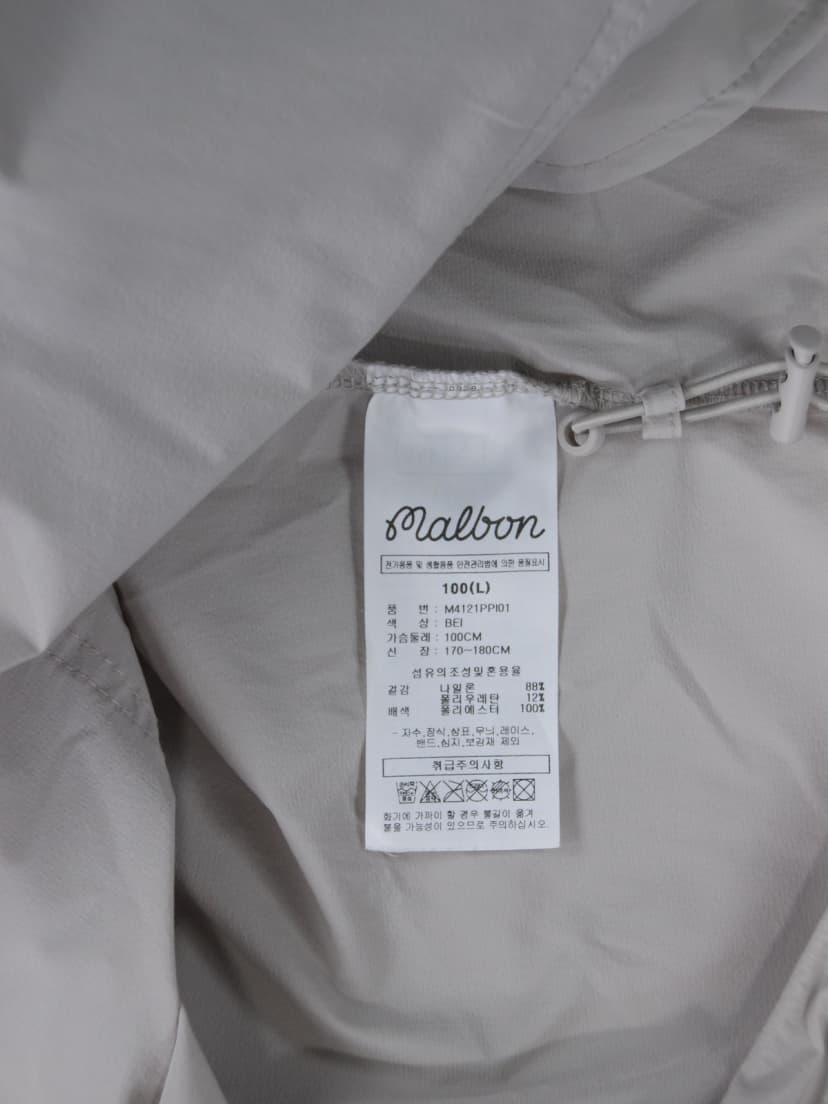 Malbon
전기용품 및 생활용품 안전관리법에 의한 품질표시
100(L)
품 번 : M4121PPI01
색 상 : BEI
가슴둘레 : 100CM
신 장 : 170~180CM
섬유의조성및혼용율
겉감 나일론 88%
폴리우레탄 12%
배색 폴리에스터 100%
- 자수,장식,상표,무늬,레이스,
밴드,심지,보강재 제외
취급주의사항
화기에 가까이 할 경우 불길이 옮겨
붙을 가능성이 있으므로 주의하십시오.